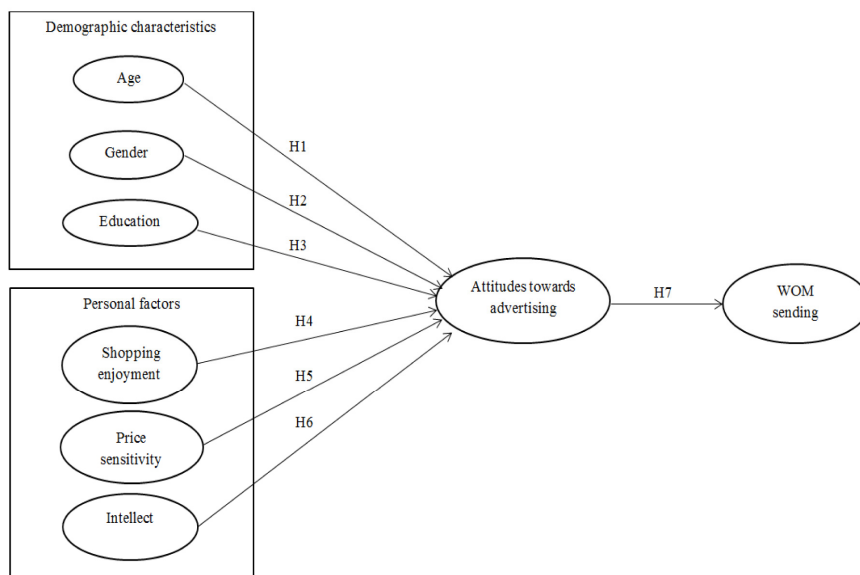 Demographic characteristics
Age
Gender
Education
H1
H2
H3
Personal factors
Shopping
enjoyment
Price
sensitivity
Intellect
H4
H5
H6
Attitudes towards
advertising
H7
WOM
sending